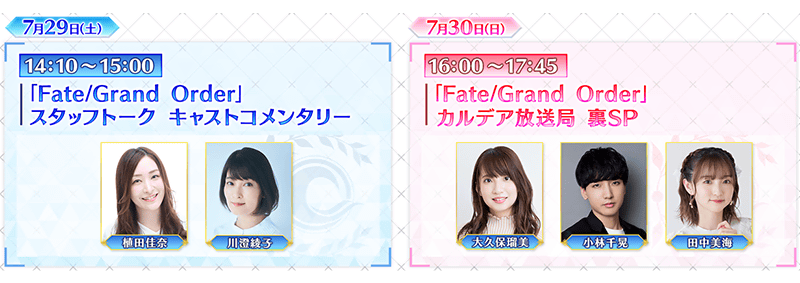 7月29日(土)
14:10～15:00
「Fate/Grand Order」
スタッフトーク キャストコメンタリー
植田佳奈
川澄綾子
7月30日(日)
16:00～17:45
「Fate/Grand Order」
カルデア放送局 裏SP
大久保瑠美
小林千晃
田中美海